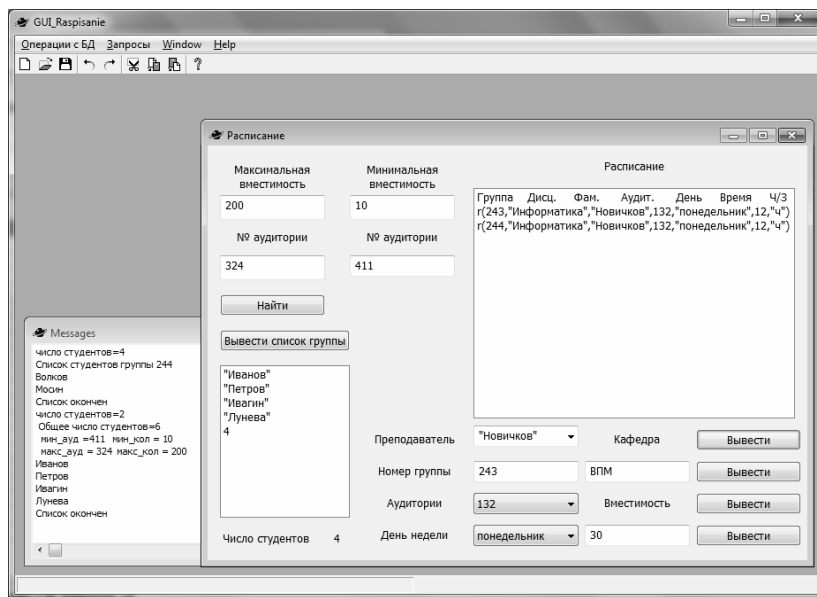 GUI_Raspisanie
Операции с БД Запросы Window Help
Расписание
Максимальная вместимость
Минимальная вместимость
200
10
№ аудитории
№ аудитории
324
411
Найти
Вывести список группы
"Иванов"
"Петров"
"Ивагин"
"Лунева"
4
Число студентов 4
Расписание
Группа Дисц. Фам. Аудит. День Время Ч/З
r(243,"Информатика","Новичков",132,"понедельник",12,"ч")
r(244,"Информатика","Новичков",132,"понедельник",12,"ч")
Преподаватель "Новичков" Кафедра Вывести
Номер группы 243 ВПМ Вывести
Аудитории 132 Вместимость Вывести
День недели понедельник 30 Вывести
Messages
число студентов=4
Список студентов группы 244
Волков
Мосин
Список окончен
число студентов=2
Общее число студентов=6
мин_ауд =411 мин_кол = 10
макс_ауд = 324 макс_кол = 200
Иванов
Петров
Ивагин
Лунева
Список окончен